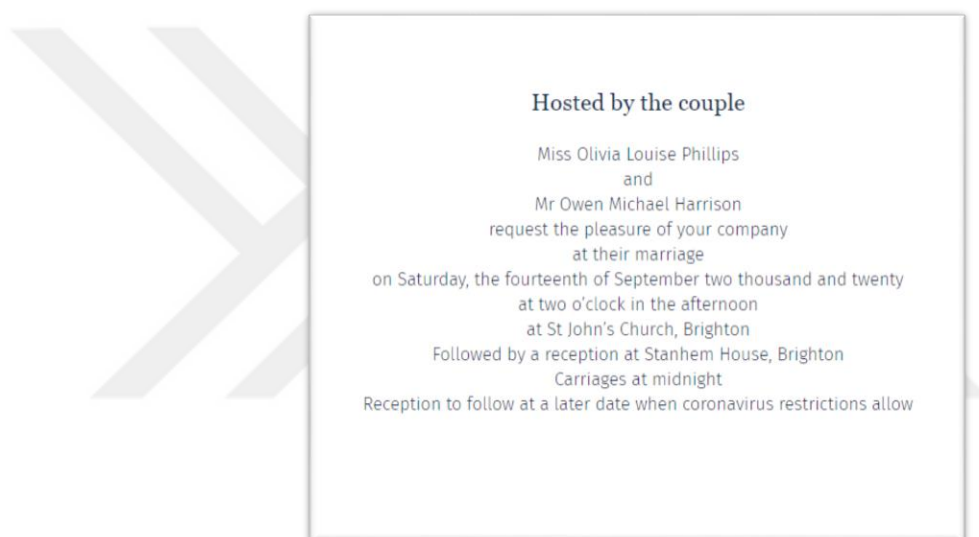 Hosted by the couple
Miss Olivia Louise Phillips
and
Mr Owen Michael Harrison
request the pleasure of your company
at their marriage
on Saturday, the fourteenth of September two thousand and twenty
at two o’clock in the afternoon
at St John’s Church, Brighton
Followed by a reception at Stanhem House, Brighton
Carriages at midnight
Reception to follow at a later date when coronavirus restrictions allow